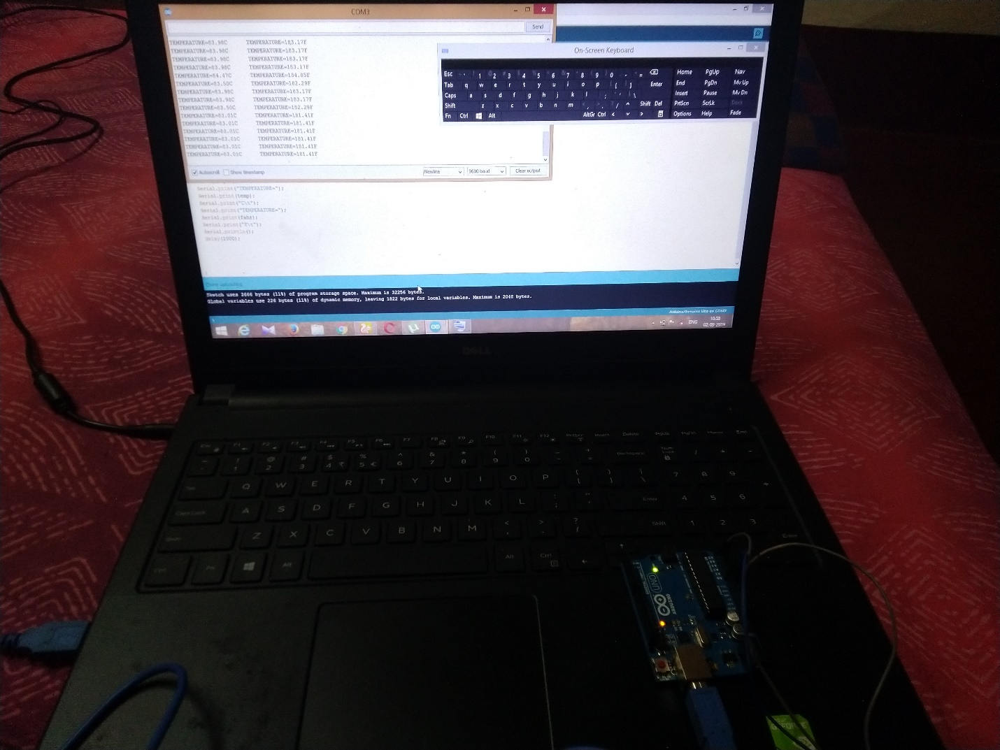 COM3
Send
TEMPERATURE=83.98C TEMPERATURE=183.17F
TEMPERATURE=83.98C TEMPERATURE=183.17F
TEMPERATURE=83.98C TEMPERATURE=183.17F
TEMPERATURE=83.98C TEMPERATURE=183.17F
TEMPERATURE=84.47C TEMPERATURE=184.05F
TEMPERATURE=83.50C TEMPERATURE=182.29F
TEMPERATURE=83.98C TEMPERATURE=183.17F
TEMPERATURE=83.98C TEMPERATURE=183.17F
TEMPERATURE=83.50C TEMPERATURE=182.29F
TEMPERATURE=83.01C TEMPERATURE=181.41F
TEMPERATURE=83.01C TEMPERATURE=181.41F
TEMPERATURE=83.01C TEMPERATURE=181.41F
TEMPERATURE=83.01C TEMPERATURE=181.41F
TEMPERATURE=83.01C TEMPERATURE=181.41F
TEMPERATURE=83.01C TEMPERATURE=181.41F
Autoscroll Show timestamp Newline 9600 baud Clear output
On-Screen Keyboard
Esc 1 2 3 4 5 6 7 8 9 0 - = Home PgUp Nav
Tab q w e r t y u i o p [ ] Enter End PgDn Mv Up
Caps a s d f g h j k l ; ' \ Insert Pause Mv Dn
Shift z x c v b n m / Shift Del PrtScn ScrLk Dock
Fn Ctrl Alt AltGr Ctrl Options Help Fade
Serial.print("TEMPERATURE=");
Serial.print(temp);
Serial.print("C\t");
Serial.print("TEMPERATURE=");
Serial.print(fahr);
Serial.print("F\t");
Serial.println();
delay(1000);
Done uploading.
Sketch uses 3666 bytes (11%) of program storage space. Maximum is 32256 bytes.
Global variables use 226 bytes (11%) of dynamic memory, leaving 1822 bytes for local variables. Maximum is 2048 bytes.
Arduino/Genuino Uno on COM3
ENG 10:58
02-09-2019
DELL
Esc F1 F2 F3 F4 F5 F6 F7 F8 F9 F10 F11 F12 PrtScr Insert Delete PgUp PgDn Home End
! 1 @ 2 # 3 $ 4 ₹ % 5 € ^ 6 & 7 * 8 ( 9 ) 0 - + = Backspace Num Lock / * -
Tab Q W E R T Y U I O P { [ } ] | \ 7 8 9 +
Caps Lock A S D F G H J K L : ; " ' Enter 4 5 6
Shift Z X C V B N M < , > . ? / Shift 1 2 3 Enter
Ctrl Fn Alt Alt Ctrl
UNO
ARDUINO
GEFORCE